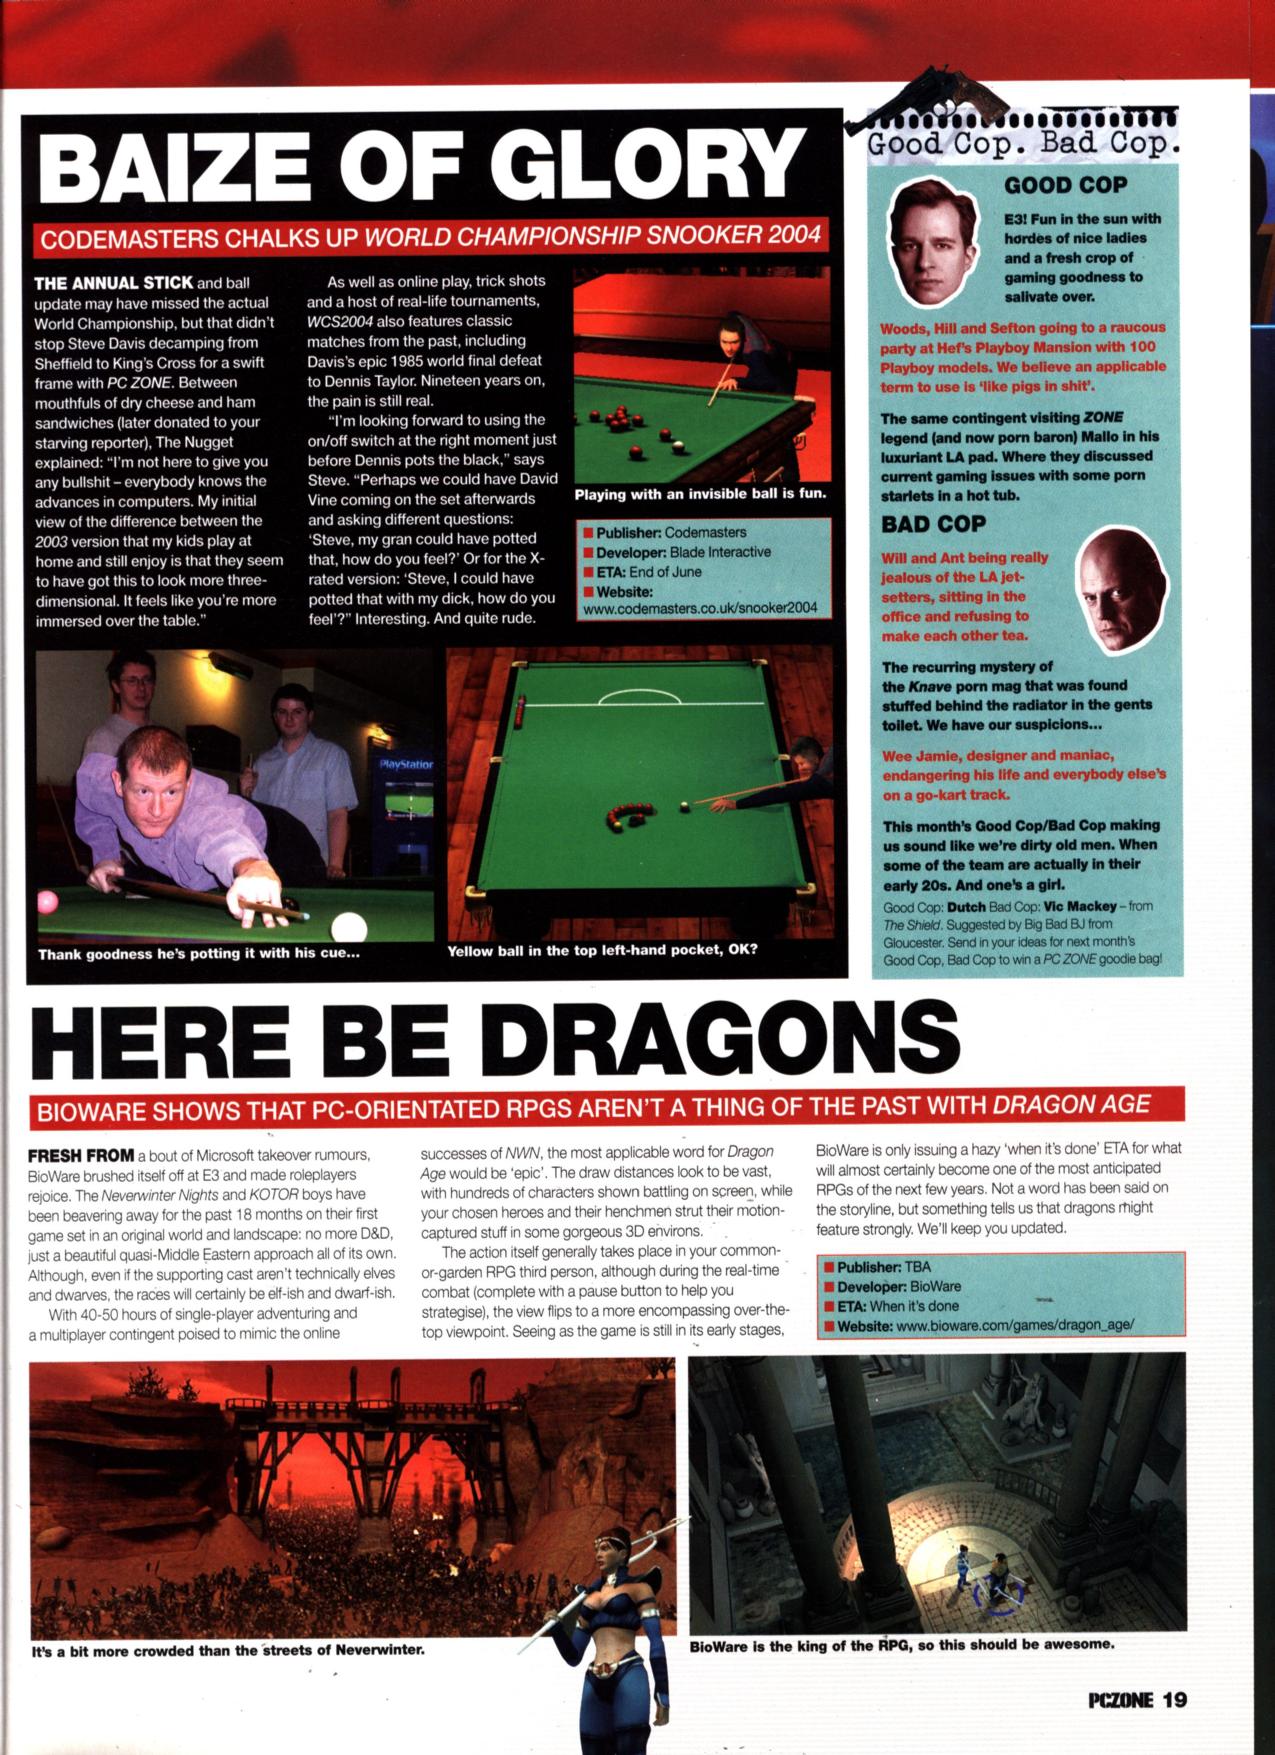 BAIZE OF GLORY
CODEMASTERS CHALKS UP WORLD CHAMPIONSHIP SNOOKER 2004
THE ANNUAL STICK and ball
update may have missed the actual
World Championship, but that didn't
stop Steve Davis decamping from
Sheffield to King's Cross for a swift
frame with PC ZONE. Between
mouthfuls of dry cheese and ham
sandwiches (later donated to your
starving reporter), The Nugget
explained: "I'm not here to give you
any bullshit – everybody knows the
advances in computers. My initial
view of the difference between the
2003 version that my kids play at
home and still enjoy is that they seem
to have got this to look more three-
dimensional. It feels like you're more
immersed over the table."
As well as online play, trick shots
and a host of real-life tournaments,
WCS2004 also features classic
matches from the past, including
Davis's epic 1985 world final defeat
to Dennis Taylor. Nineteen years on,
the pain is still real.
"I'm looking forward to using the
on/off switch at the right moment just
before Dennis pots the black," says
Steve. "Perhaps we could have David
Vine coming on the set afterwards
and asking different questions:
'Steve, my gran could have potted
that, how do you feel?' Or for the X-
rated version: 'Steve, I could have
potted that with my dick, how do you
feel'?" Interesting. And quite rude.
Playing with an invisible ball is fun.
Publisher: Codemasters
Developer: Blade Interactive
ETA: End of June
Website:
www.codemasters.co.uk/snooker2004
PlayStation
Thank goodness he's potting it with his cue...
Yellow ball in the top left-hand pocket, OK?
Good Cop. Bad Cop.
GOOD COP
E3! Fun in the sun with
hordes of nice ladies
and a fresh crop of
gaming goodness to
salivate over.
Woods, Hill and Sefton going to a raucous
party at Hef's Playboy Mansion with 100
Playboy models. We believe an applicable
term to use is 'like pigs in shit'.
The same contingent visiting ZONE
legend (and now porn baron) Mallo in his
luxuriant LA pad. Where they discussed
current gaming issues with some porn
starlets in a hot tub.
BAD COP
Will and Ant being really
jealous of the LA jet-
setters, sitting in the
office and refusing to
make each other tea.
The recurring mystery of
the Knave porn mag that was found
stuffed behind the radiator in the gents
toilet. We have our suspicions...
Wee Jamie, designer and maniac,
endangering his life and everybody else's
on a go-kart track.
This month's Good Cop/Bad Cop making
us sound like we're dirty old men. When
some of the team are actually in their
early 20s. And one's a girl.
Good Cop: Dutch Bad Cop: Vic Mackey – from
The Shield. Suggested by Big Bad BJ from
Gloucester. Send in your ideas for next month's
Good Cop, Bad Cop to win a PC ZONE goodie bag!
HERE BE DRAGONS
BIOWARE SHOWS THAT PC-ORIENTATED RPGS AREN'T A THING OF THE PAST WITH DRAGON AGE
FRESH FROM a bout of Microsoft takeover rumours,
BioWare brushed itself off at E3 and made roleplayers
rejoice. The Neverwinter Nights and KOTOR boys have
been beavering away for the past 18 months on their first
game set in an original world and landscape: no more D&D,
just a beautiful quasi-Middle Eastern approach all of its own.
Although, even if the supporting cast aren't technically elves
and dwarves, the races will certainly be elf-ish and dwarf-ish.
With 40-50 hours of single-player adventuring and
a multiplayer contingent poised to mimic the online
successes of NWN, the most applicable word for Dragon
Age would be 'epic'. The draw distances look to be vast,
with hundreds of characters shown battling on screen, while
your chosen heroes and their henchmen strut their motion-
captured stuff in some gorgeous 3D environs.
The action itself generally takes place in your common-
or-garden RPG third person, although during the real-time
combat (complete with a pause button to help you
strategise), the view flips to a more encompassing over-the-
top viewpoint. Seeing as the game is still in its early stages,
BioWare is only issuing a hazy 'when it's done' ETA for what
will almost certainly become one of the most anticipated
RPGs of the next few years. Not a word has been said on
the storyline, but something tells us that dragons might
feature strongly. We'll keep you updated.
Publisher: TBA
Developer: BioWare
ETA: When it's done
Website: www.bioware.com/games/dragon_age/
It's a bit more crowded than the streets of Neverwinter.
BioWare is the king of the RPG, so this should be awesome.
PCZONE 19